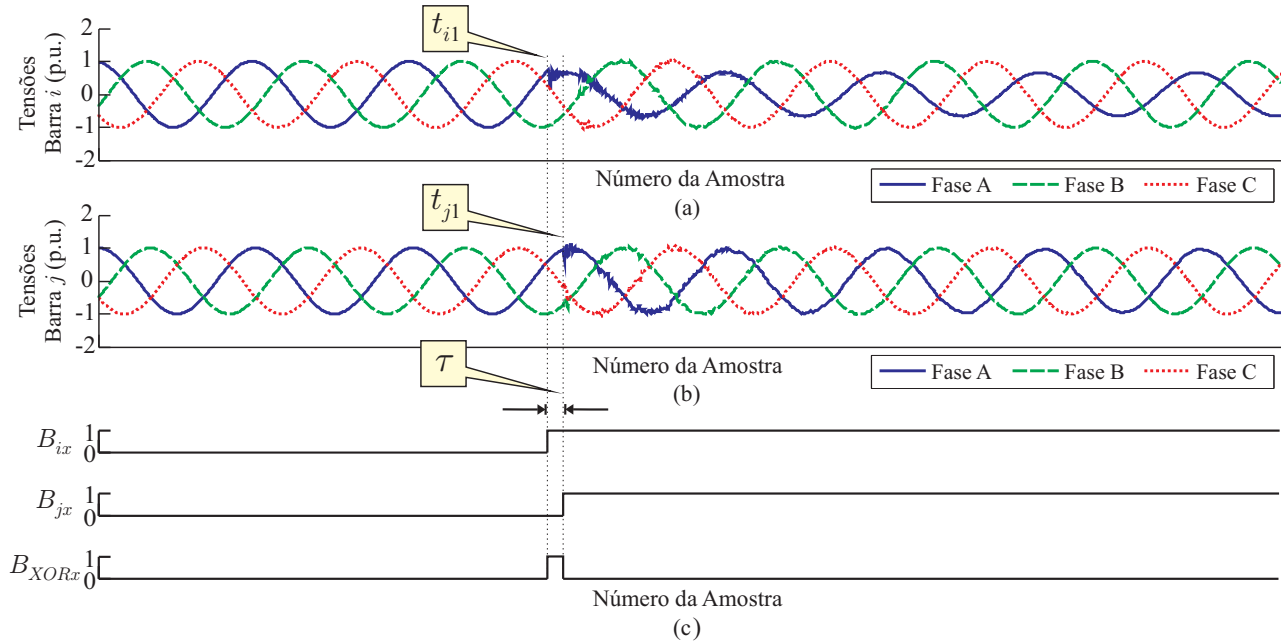 t_{i1}
2
1
0
-1
-2
Tensões
Barra i (p.u.)
Número da Amostra
Fase A
Fase B
Fase C
(a)
t_{j1}
2
1
0
-1
-2
Tensões
Barra j (p.u.)
Número da Amostra
Fase A
Fase B
Fase C
(b)
τ
B_{ix}
1
0
B_{jx}
1
0
B_{XORx}
1
0
Número da Amostra
(c)